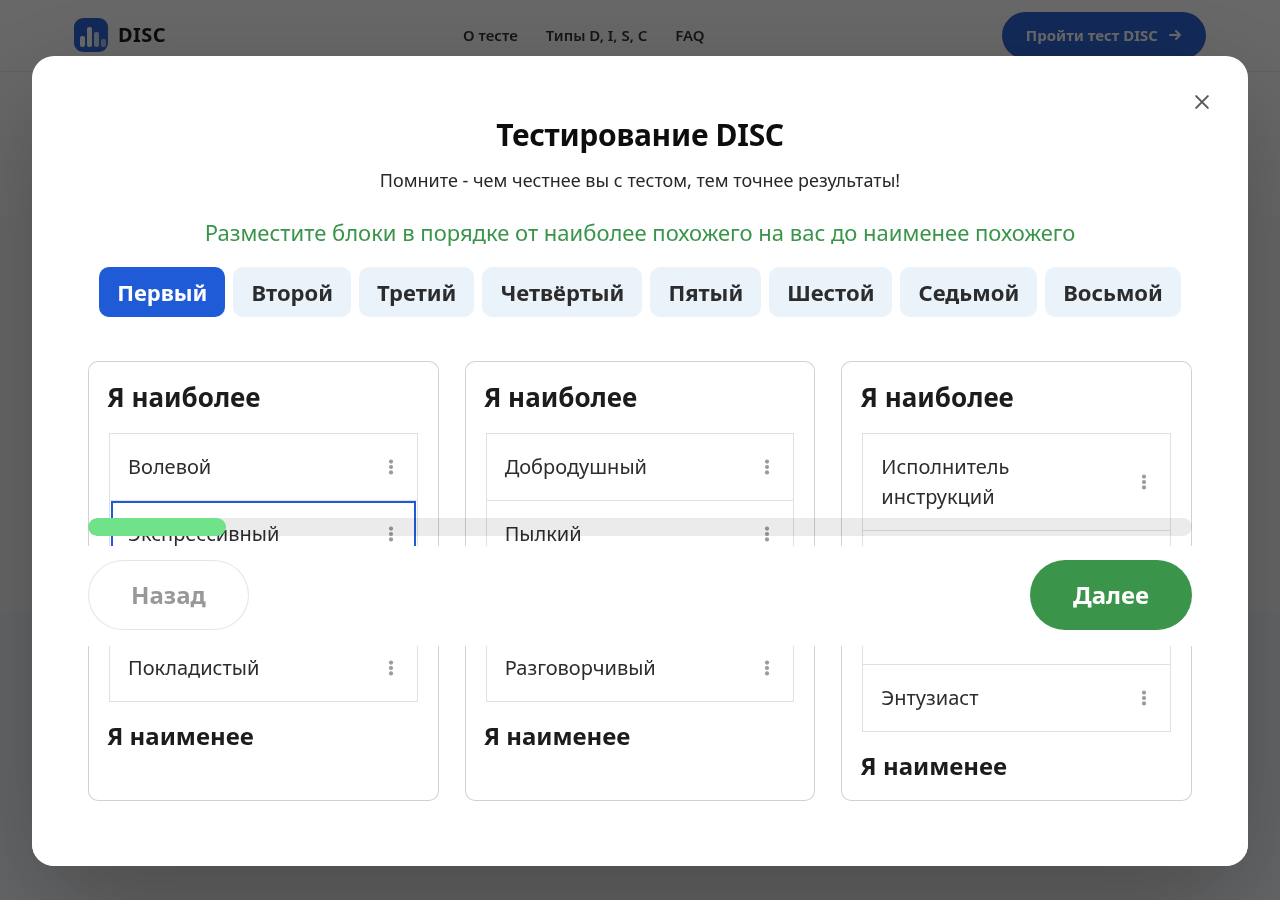 DISC
О тесте
Типы D, I, S, C
FAQ
Пройти тест DISC
Тестирование DISC
Помните - чем честнее вы с тестом, тем точнее результаты!
Разместите блоки в порядке от наиболее похожего на вас до наименее похожего
Первый
Второй
Третий
Четвёртый
Пятый
Шестой
Седьмой
Восьмой
Я наиболее
Волевой
Экспрессивный
Покладистый
Я наименее
Я наиболее
Добродушный
Пылкий
Разговорчивый
Я наименее
Я наиболее
Исполнитель
инструкций
Энтузиаст
Я наименее
Назад
Далее